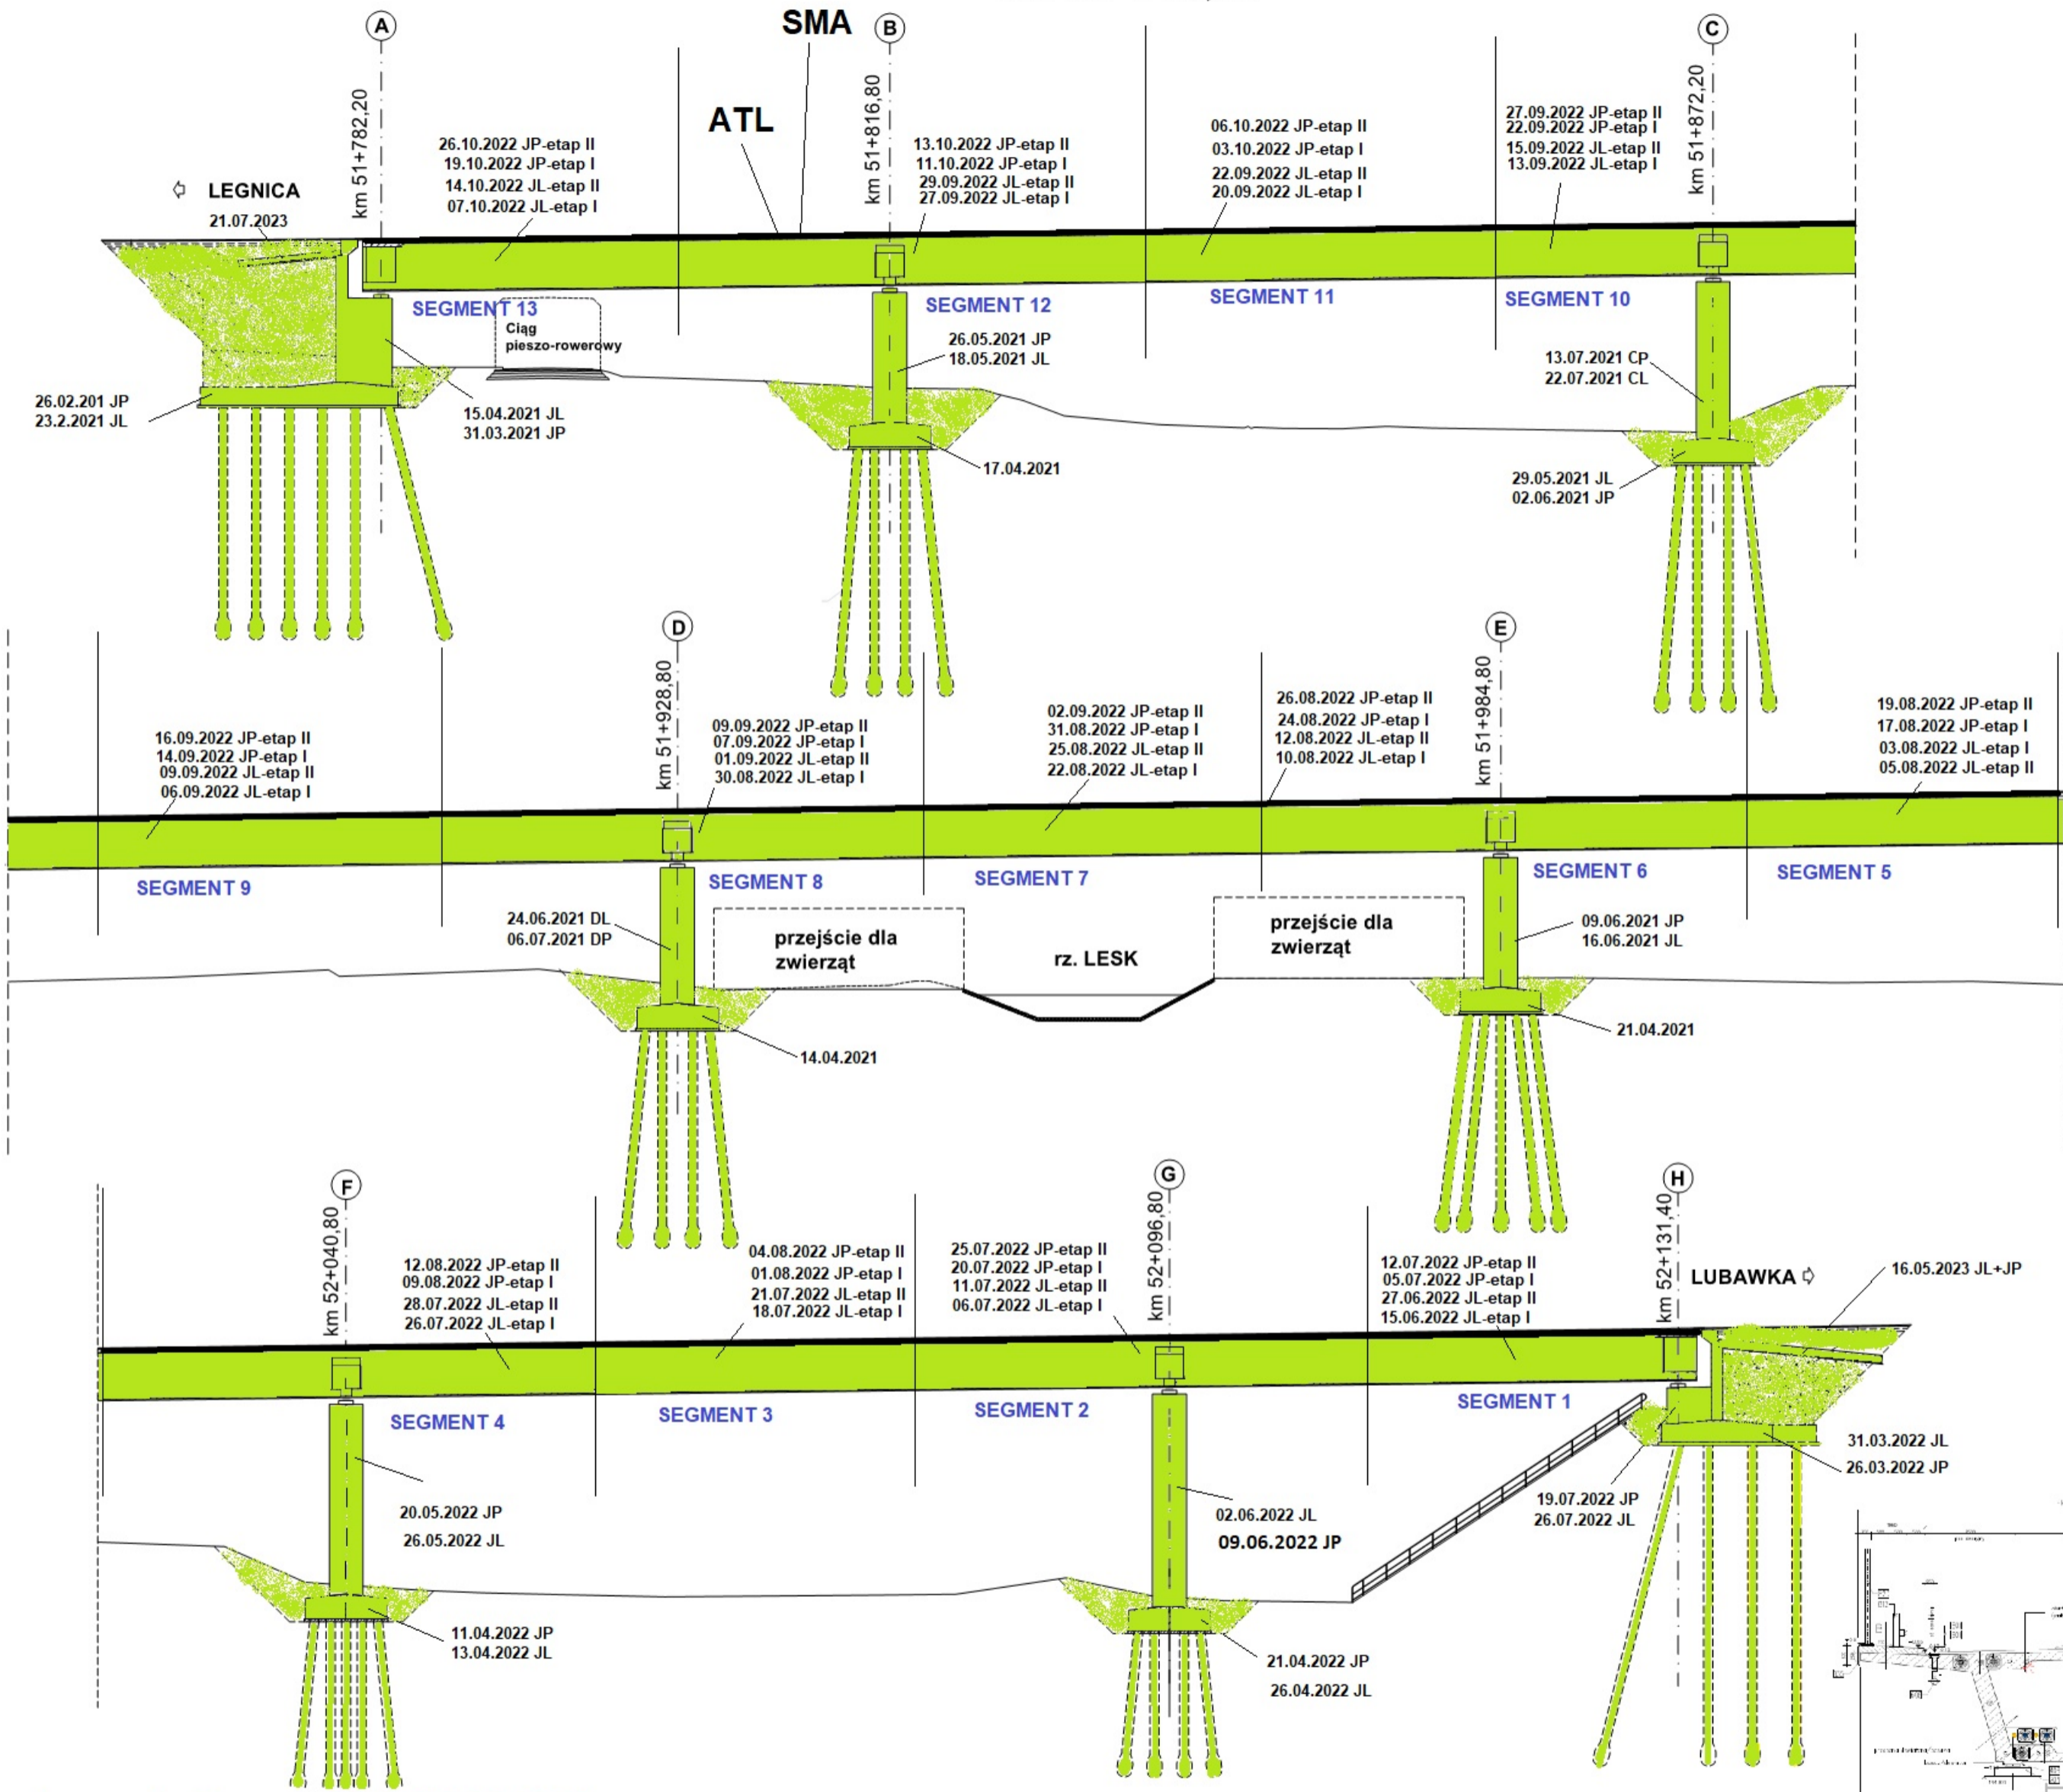 A
SMA
B
C
km 51+782,20
km 51+816,80
km 51+872,20
ATL
26.10.2022 JP-etap II
19.10.2022 JP-etap I
14.10.2022 JL-etap II
07.10.2022 JL-etap I
13.10.2022 JP-etap II
11.10.2022 JP-etap I
29.09.2022 JL-etap II
27.09.2022 JL-etap I
06.10.2022 JP-etap II
03.10.2022 JP-etap I
22.09.2022 JL-etap II
20.09.2022 JL-etap I
27.09.2022 JP-etap II
22.09.2022 JP-etap I
15.09.2022 JL-etap II
13.09.2022 JL-etap I
LEGNICA
21.07.2023
SEGMENT 13
SEGMENT 12
SEGMENT 11
SEGMENT 10
Ciąg
pieszo-rowerowy
26.05.2021 JP
18.05.2021 JL
13.07.2021 CP
22.07.2021 CL
26.02.201 JP
23.2.2021 JL
15.04.2021 JL
31.03.2021 JP
17.04.2021
29.05.2021 JL
02.06.2021 JP
D
E
km 51+928,80
km 51+984,80
16.09.2022 JP-etap II
14.09.2022 JP-etap I
09.09.2022 JL-etap II
06.09.2022 JL-etap I
09.09.2022 JP-etap II
07.09.2022 JP-etap I
01.09.2022 JL-etap II
30.08.2022 JL-etap I
02.09.2022 JP-etap II
31.08.2022 JP-etap I
25.08.2022 JL-etap II
22.08.2022 JL-etap I
26.08.2022 JP-etap II
24.08.2022 JP-etap I
12.08.2022 JL-etap II
10.08.2022 JL-etap I
19.08.2022 JP-etap II
17.08.2022 JP-etap I
03.08.2022 JL-etap I
05.08.2022 JL-etap II
SEGMENT 9
SEGMENT 8
SEGMENT 7
SEGMENT 6
SEGMENT 5
24.06.2021 DL
06.07.2021 DP
przejście dla
zwierząt
rz. LESK
przejście dla
zwierząt
09.06.2021 JP
16.06.2021 JL
14.04.2021
21.04.2021
F
G
H
km 52+040,80
km 52+096,80
km 52+131,40
12.08.2022 JP-etap II
09.08.2022 JP-etap I
28.07.2022 JL-etap II
26.07.2022 JL-etap I
04.08.2022 JP-etap II
01.08.2022 JP-etap I
21.07.2022 JL-etap II
18.07.2022 JL-etap I
25.07.2022 JP-etap II
20.07.2022 JP-etap I
11.07.2022 JL-etap II
06.07.2022 JL-etap I
12.07.2022 JP-etap II
05.07.2022 JP-etap I
27.06.2022 JL-etap II
15.06.2022 JL-etap I
LUBAWKA
16.05.2023 JL+JP
SEGMENT 4
SEGMENT 3
SEGMENT 2
SEGMENT 1
31.03.2022 JL
26.03.2022 JP
20.05.2022 JP
26.05.2022 JL
02.06.2022 JL
09.06.2022 JP
19.07.2022 JP
26.07.2022 JL
11.04.2022 JP
13.04.2022 JL
21.04.2022 JP
26.04.2022 JL